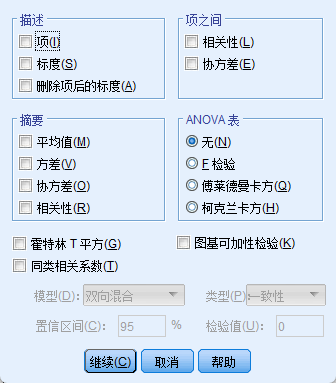 描述
项(I)
标度(S)
删除项后的标度(A)
项之间
相关性(L)
协方差(E)
摘要
平均值(M)
方差(V)
协方差(O)
相关性(R)
ANOVA 表
无(N)
F 检验
傅莱德曼卡方(Q)
柯克兰卡方(H)
霍特林 T 平方(G)
图基可加性检验(K)
同类相关系数(T)
模型(D): 双向混合 类型(P): 一致性
置信区间(C): 95 % 检验值(U): 0
继续(C) 取消 帮助